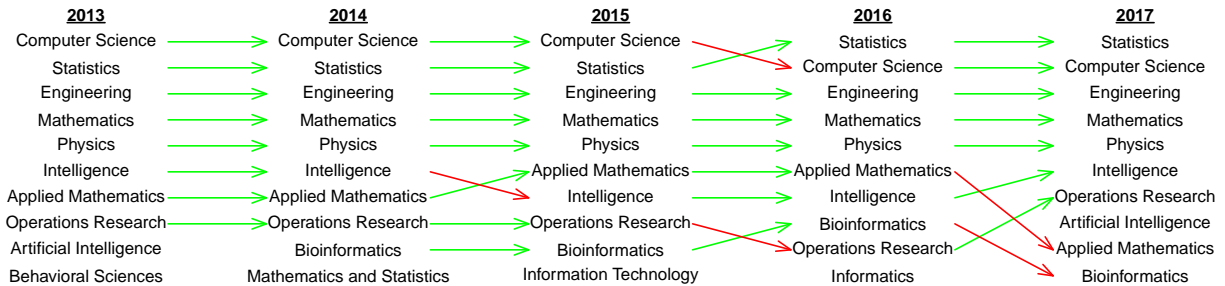 2013 2014 2015 2016 2017
Computer Science Computer Science Computer Science Statistics Statistics
Statistics Statistics Statistics Computer Science Computer Science
Engineering Engineering Engineering Engineering Engineering
Mathematics Mathematics Mathematics Mathematics Mathematics
Physics Physics Physics Physics Physics
Intelligence Intelligence Applied Mathematics Applied Mathematics Intelligence
Applied Mathematics Applied Mathematics Intelligence Intelligence Operations Research
Operations Research Operations Research Operations Research Bioinformatics Artificial Intelligence
Artificial Intelligence Bioinformatics Bioinformatics Operations Research Applied Mathematics
Behavioral Sciences Mathematics and Statistics Information Technology Informatics Bioinformatics